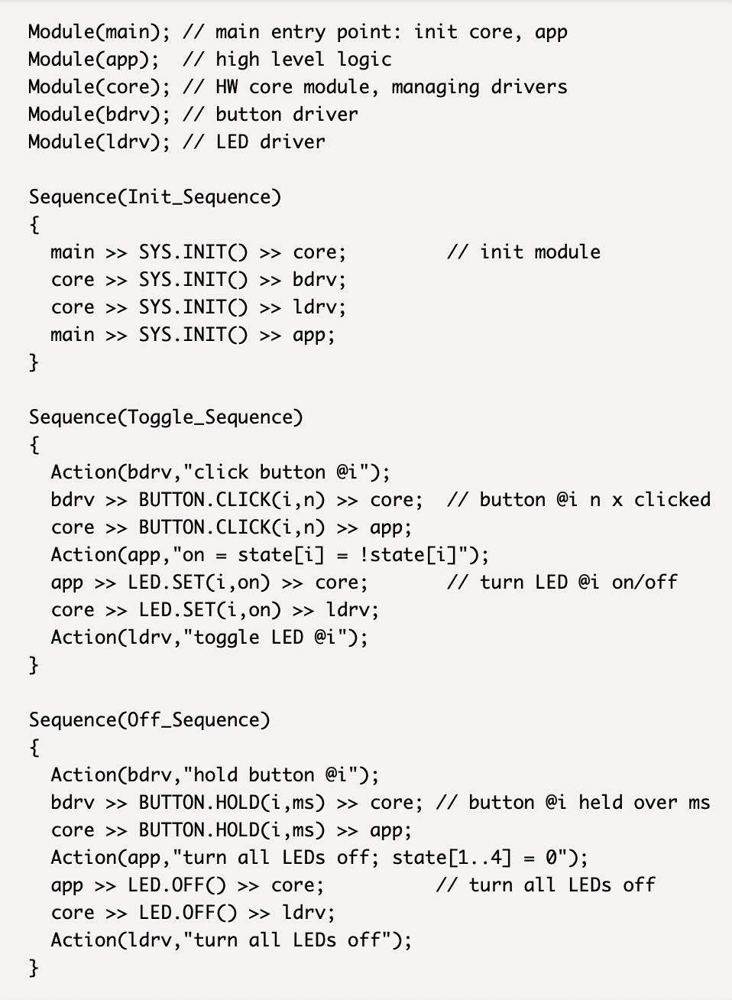 Module(main); // main entry point: init core, app
Module(app);  // high level logic
Module(core); // HW core module, managing drivers
Module(bdrv); // button driver
Module(ldrv); // LED driver

Sequence(Init_Sequence)
{
  main >> SYS.INIT() >> core;         // init module
  core >> SYS.INIT() >> bdrv;
  core >> SYS.INIT() >> ldrv;
  main >> SYS.INIT() >> app;
}

Sequence(Toggle_Sequence)
{
  Action(bdrv,"click button @i");
  bdrv >> BUTTON.CLICK(i,n) >> core;  // button @i n x clicked
  core >> BUTTON.CLICK(i,n) >> app;
  Action(app,"on = state[i] = !state[i]");
  app >> LED.SET(i,on) >> core;       // turn LED @i on/off
  core >> LED.SET(i,on) >> ldrv;
  Action(ldrv,"toggle LED @i");
}

Sequence(Off_Sequence)
{
  Action(bdrv,"hold button @i");
  bdrv >> BUTTON.HOLD(i,ms) >> core; // button @i held over ms
  core >> BUTTON.HOLD(i,ms) >> app;
  Action(app,"turn all LEDs off; state[1..4] = 0");
  app >> LED.OFF() >> core;          // turn all LEDs off
  core >> LED.OFF() >> ldrv;
  Action(ldrv,"turn all LEDs off");
}